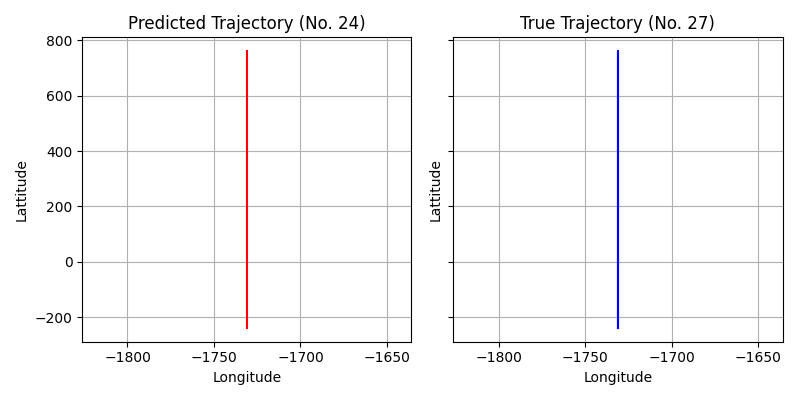 Predicted Trajectory (No. 24)
True Trajectory (No. 27)
800
600
400
200
0
−200
Lattitude
Lattitude
−1800
−1750
−1700
−1650
−1800
−1750
−1700
−1650
Longitude
Longitude